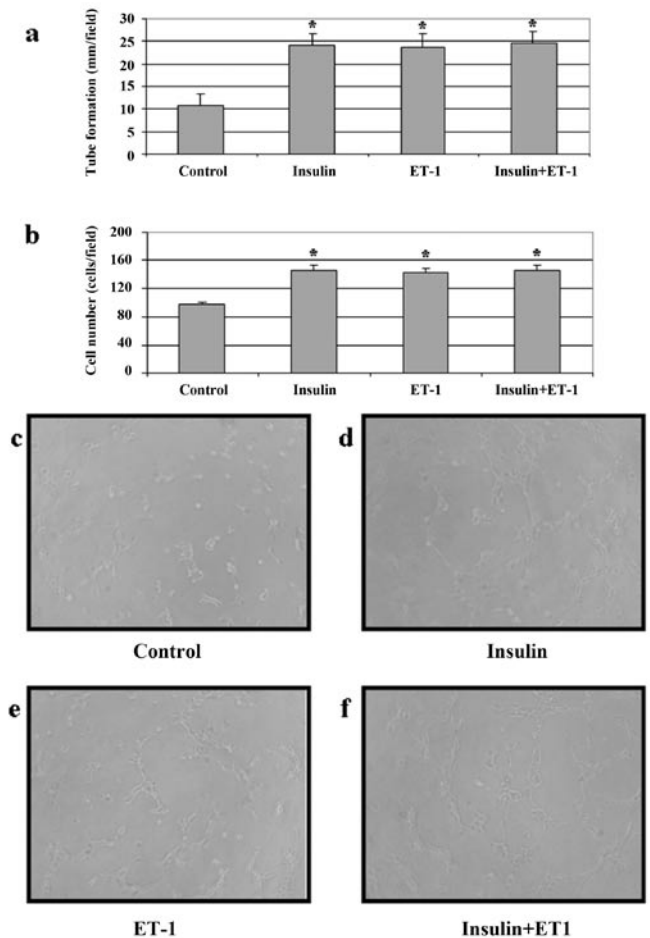 a
Tube formation (mm/field)
30
25
20
15
10
5
0
*
*
*
Control
Insulin
ET-1
Insulin+ET-1
b
Cell number (cells/field)
200
160
120
80
40
0
*
*
*
Control
Insulin
ET-1
Insulin+ET-1
c
d
Control
Insulin
e
f
ET-1
Insulin+ET1